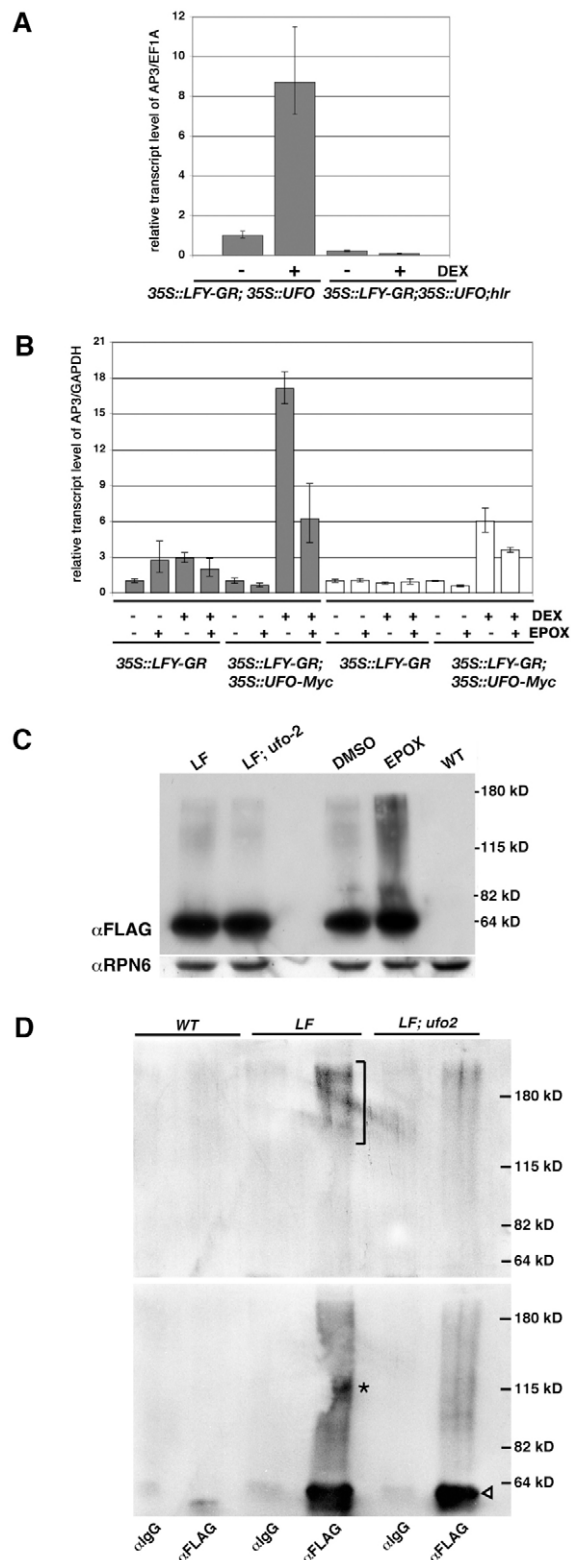 A
relative transcript level of AP3/EF1A
12
10
8
6
4
2
0
- + - + DEX
35S::LFY-GR; 35S::UFO 35S::LFY-GR;35S::UFO;hlr
B
relative transcript level of AP3/GAPDH
21
18
15
12
9
6
3
0
- - + + - - + + - - + + - - + + DEX
- + - + - + - + - + - + - + - + EPOX
35S::LFY-GR 35S::LFY-GR; 35S::LFY-GR 35S::LFY-GR;
35S::UFO-Myc 35S::UFO-Myc
C
LF LF; ufo-2 DMSO EPOX WT
-180 kD
-115 kD
-82 kD
-64 kD
αFLAG
αRPN6
D
WT LF LF; ufo2
180 kD
115 kD
82 kD
64 kD
180 kD
* 115 kD
82 kD
64 kD
αIgG αFLAG αIgG αFLAG αIgG αFLAG